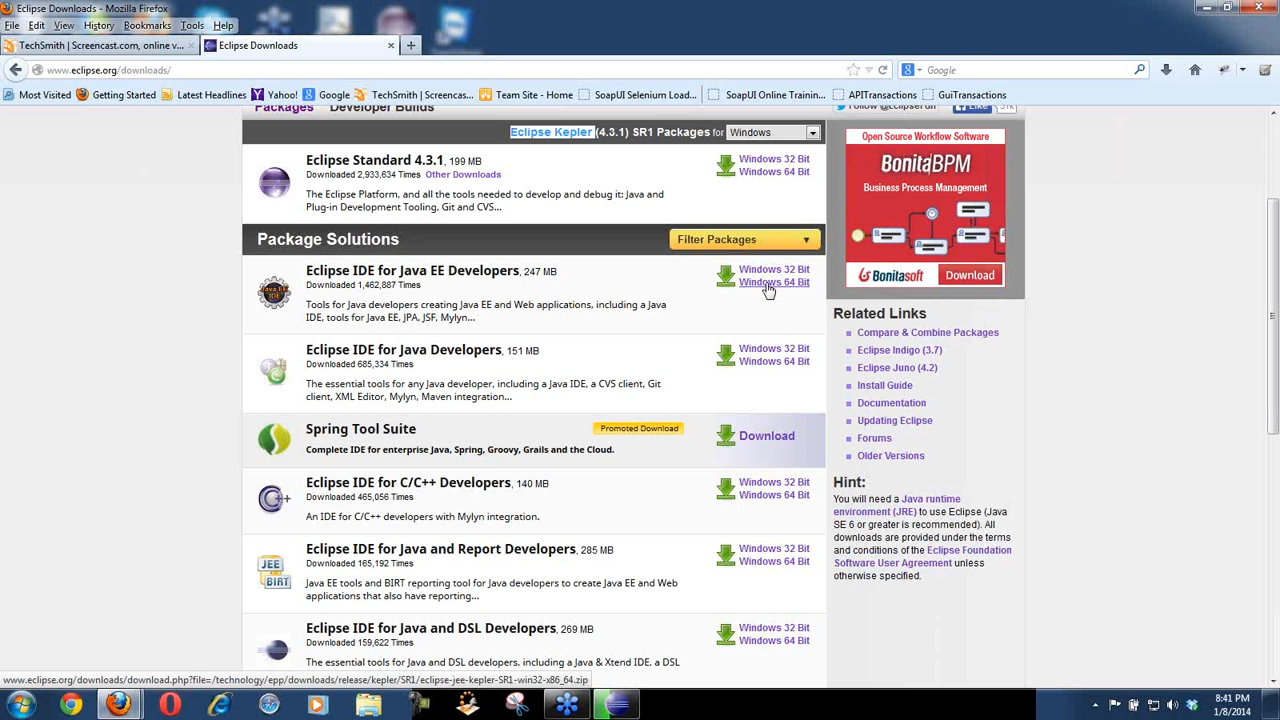 Eclipse Downloads - Mozilla Firefox
File Edit View History Bookmarks Tools Help
TechSmith | Screencast.com, online v... × Eclipse Downloads × +
www.eclipse.org/downloads/
Google
Most Visited Getting Started Latest Headlines Yahoo! Google TechSmith | Screencas... Team Site - Home SoapUI Selenium Load... SoapUI Online Trainin... APITransactions GuiTransactions
Packages Developer Builds
Follow @EclipseFdn Like 31k
Eclipse Kepler (4.3.1) SR1 Packages for Windows
Eclipse Standard 4.3.1, 199 MB
Downloaded 2,933,634 Times Other Downloads
The Eclipse Platform, and all the tools needed to develop and debug it: Java and
Plug-in Development Tooling, Git and CVS...
Windows 32 Bit
Windows 64 Bit
Package Solutions
Filter Packages
Eclipse IDE for Java EE Developers, 247 MB
Downloaded 1,462,887 Times
Tools for Java developers creating Java EE and Web applications, including a Java
IDE, tools for Java EE, JPA, JSF, Mylyn...
Windows 32 Bit
Windows 64 Bit
Java EE
IDE
Eclipse IDE for Java Developers, 151 MB
Downloaded 685,334 Times
The essential tools for any Java developer, including a Java IDE, a CVS client, Git
client, XML Editor, Mylyn, Maven integration...
Windows 32 Bit
Windows 64 Bit
Spring Tool Suite
Promoted Download
Complete IDE for enterprise Java, Spring, Groovy, Grails and the Cloud.
Download
Eclipse IDE for C/C++ Developers, 140 MB
Downloaded 465,056 Times
An IDE for C/C++ developers with Mylyn integration.
Windows 32 Bit
Windows 64 Bit
C++
Eclipse IDE for Java and Report Developers, 285 MB
Downloaded 165,192 Times
Java EE tools and BIRT reporting tool for Java developers to create Java EE and Web
applications that also have reporting...
Windows 32 Bit
Windows 64 Bit
JEE
BIRT
Eclipse IDE for Java and DSL Developers, 269 MB
Downloaded 159,622 Times
The essential tools for Java and DSL developers, including a Java & Xtend IDE, a DSL
Windows 32 Bit
Windows 64 Bit
Open Source Workflow Software
BonitaBPM
Business Process Management
Bonitasoft Download
Related Links
Compare & Combine Packages
Eclipse Indigo (3.7)
Eclipse Juno (4.2)
Install Guide
Documentation
Updating Eclipse
Forums
Older Versions
Hint:
You will need a Java runtime
environment (JRE) to use Eclipse (Java
SE 6 or greater is recommended). All
downloads are provided under the terms
and conditions of the Eclipse Foundation
Software User Agreement unless
otherwise specified.
www.eclipse.org/downloads/download.php?file=/technology/epp/downloads/release/kepler/SR1/eclipse-jee-kepler-SR1-win32-x86_64.zip
8:41 PM
1/8/2014